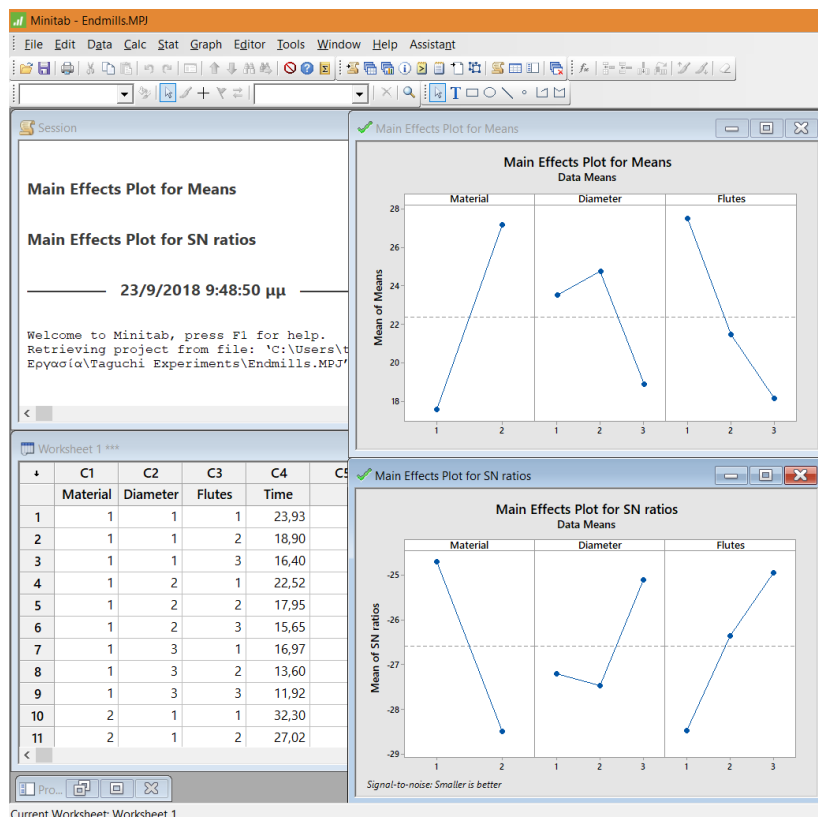 Minitab - Endmills.MPJ
File Edit Data Calc Stat Graph Editor Tools Window Help Assistant
Session
Main Effects Plot for Means
Main Effects Plot for SN ratios
23/9/2018 9:48:50 μμ
Welcome to Minitab, press F1 for help.
Retrieving project from file: ‘C:\Users\t
Εργασία\Taguchi Experiments\Endmills.MPJ’
Main Effects Plot for Means
Main Effects Plot for Means
Data Means
Material Diameter Flutes
Mean of Means
28
26
24
22
20
18
1 2 1 2 3 1 2 3
Worksheet 1 ***
C1 C2 C3 C4 C5
Material Diameter Flutes Time
1 1 1 1 23,93
2 1 1 2 18,90
3 1 1 3 16,40
4 1 2 1 22,52
5 1 2 2 17,95
6 1 2 3 15,65
7 1 3 1 16,97
8 1 3 2 13,60
9 1 3 3 11,92
10 2 1 1 32,30
11 2 1 2 27,02
Main Effects Plot for SN ratios
Main Effects Plot for SN ratios
Data Means
Material Diameter Flutes
Mean of SN ratios
-25
-26
-27
-28
-29
1 2 1 2 3 1 2 3
Signal-to-noise: Smaller is better
Pro...
Current Worksheet: Worksheet 1